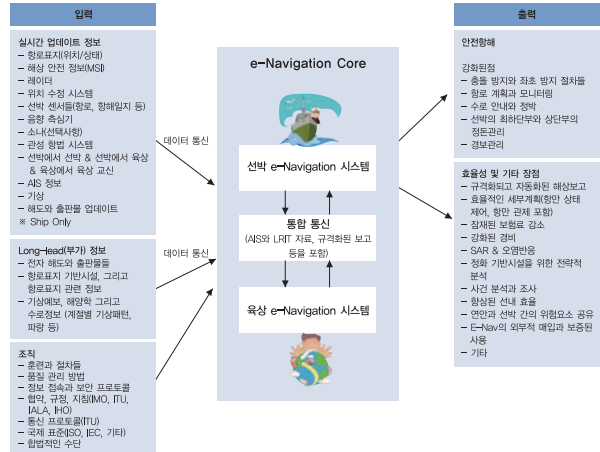 입력
실시간 업데이트 정보
– 항로표지(위치/상태)
– 해상 안전 정보(MSI)
– 레이더
– 위치 수정 시스템
– 선박 센서들(항로, 항해일지 등)
– 음향 측심기
– 소나(선택사항)
– 관성 항법 시스템
– 선박에서 선박 & 선박에서 육상
& 육상에서 육상 교신
– AIS 정보
– 기상
– 해도와 출판물 업데이트
※ Ship Only
Long-lead(부가) 정보
– 전자 해도와 출판물들
– 항로표지 기반시설, 그리고
항로표지 관련 정보
– 기상예보, 해양학 그리고
수로정보 (계절별 기상패턴,
파랑 등)
조직
– 훈련과 절차들
– 품질 관리 방법
– 정보 접속과 보안 프로토콜
– 협약, 규정, 지침(IMO, ITU,
IALA, IHO)
– 통신 프로토콜(ITU)
– 국제 표준(ISO, IEC, 기타)
– 합법적인 수단
데이터 통신
데이터 통신
e-Navigation Core
선박 e-Navigation 시스템
통합 통신
(AIS와 LRIT 자료, 규격화된 보고
등을 포함)
육상 e-Navigation 시스템
출력
안전항해
강화된점
– 충돌 방지와 좌초 방지 절차들
– 항로 계획과 모니터링
– 수로 안내와 정박
– 선박의 최하단부와 상단부의
정돈관리
– 경보관리
효율성 및 기타 장점
– 규격화되고 자동화된 해상보고
– 효율적인 세부계획(항만 상태
제어, 항만 관제 포함)
– 잠재된 보험료 감소
– 강화된 경비
– SAR & 오염반응
– 정화 기반시설을 위한 전략적
분석
– 사건 분석과 조사
– 향상된 선내 효율
– 연안과 선박 간의 위험요소 공유
– E-Nav의 외부적 매입과 보증된
사용
– 기타